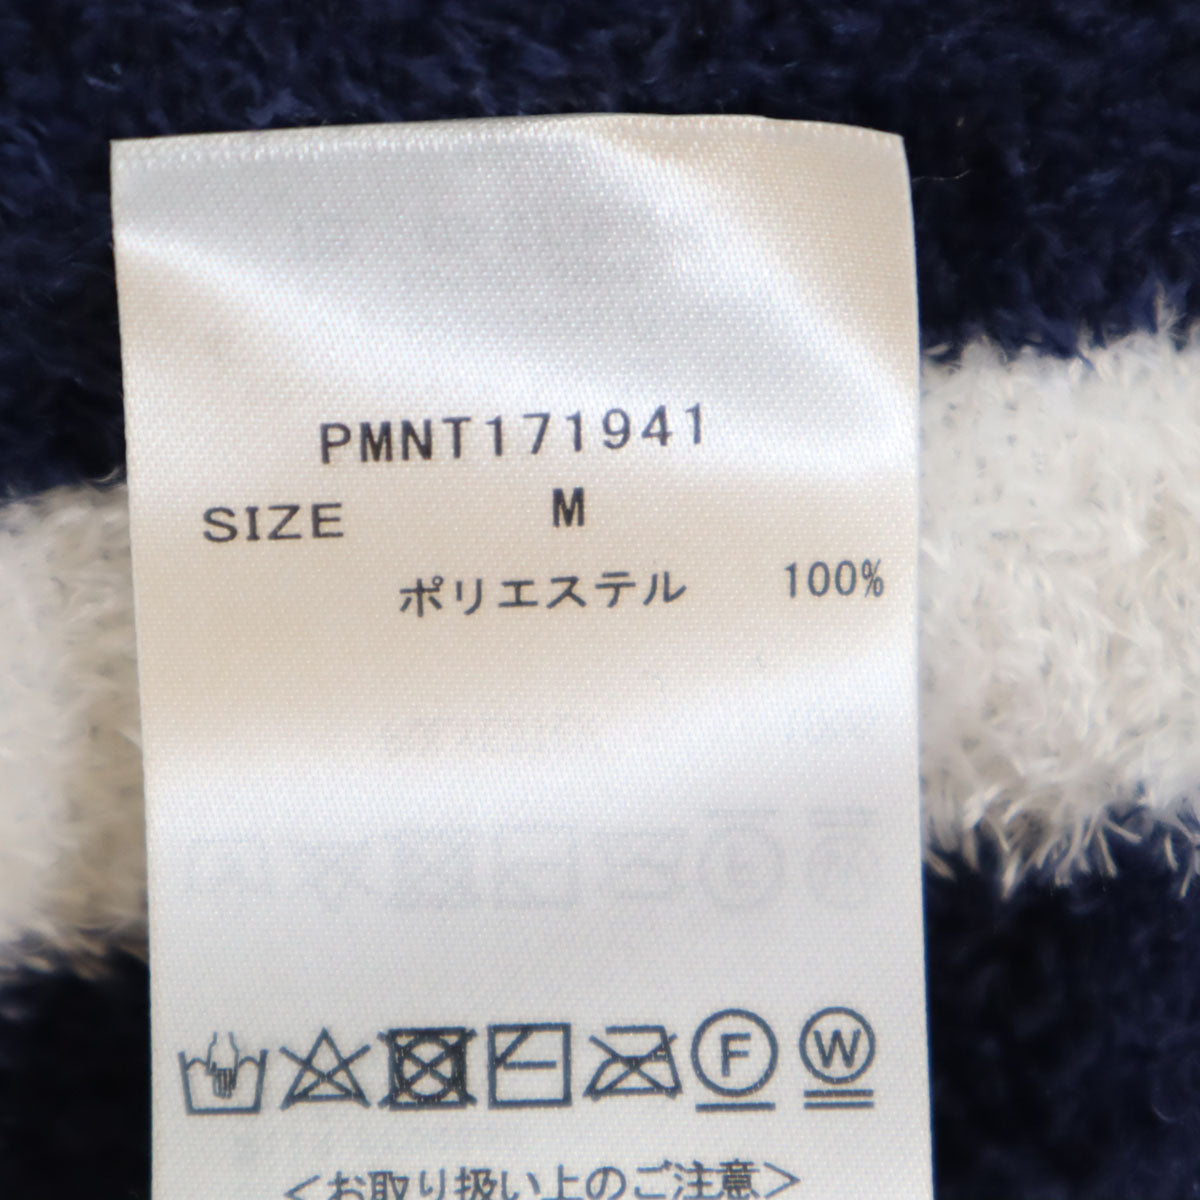 PMNT171941
SIZE M
ポリエステル 100%
F W
<お取り扱い上のご注意>